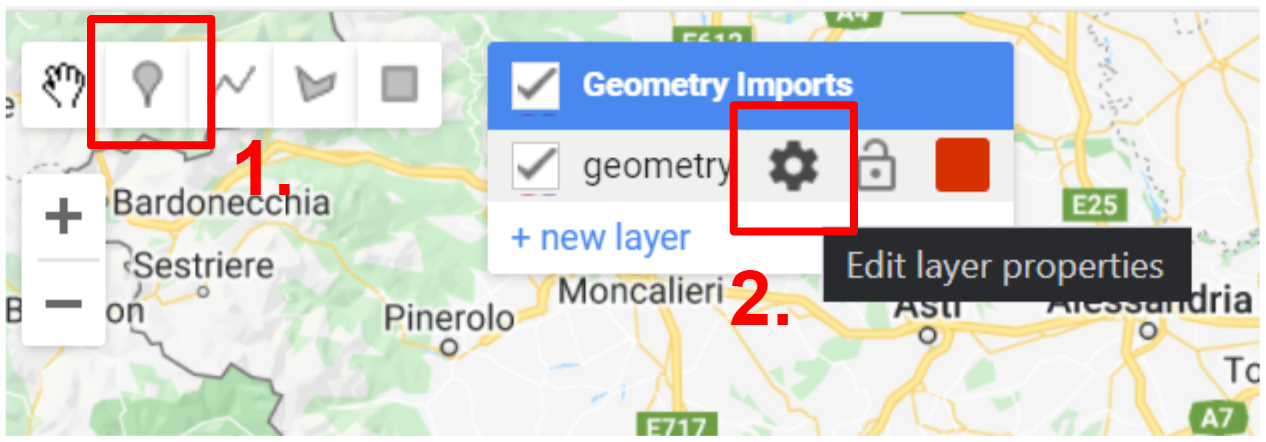 A4
E612
Geometry Imports
1.
geometry
Bardonecchia
E25
+ new layer
Sestriere
Edit layer properties
Moncalieri
2.
Asti
Alessandria
on
Pinerolo
To
E717
A7